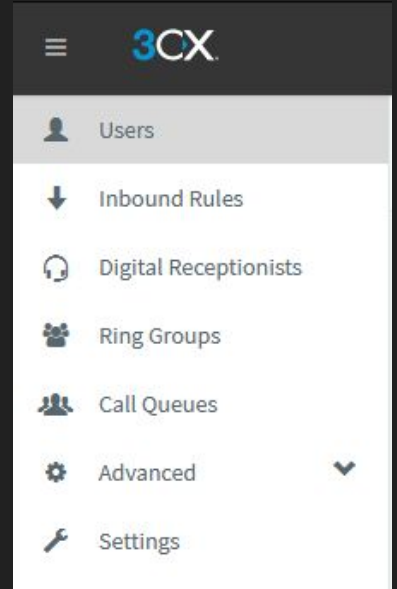 3CX
Users
Inbound Rules
Digital Receptionists
Ring Groups
Call Queues
Advanced
Settings